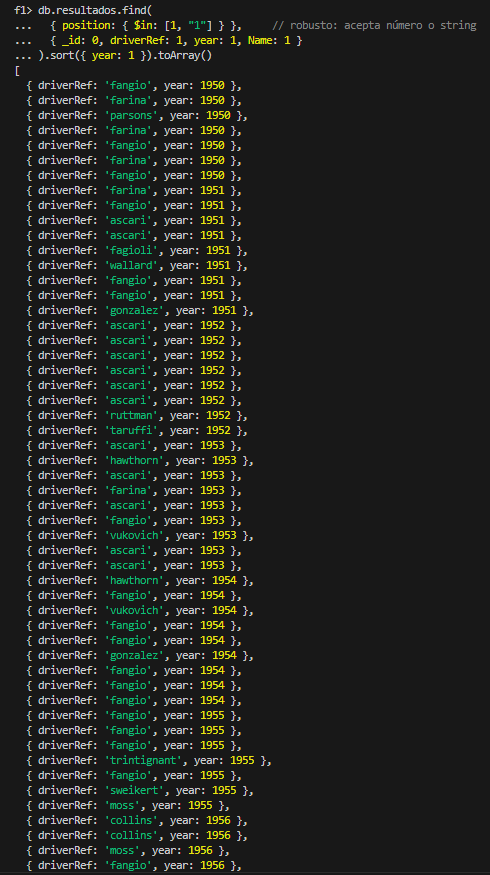 f1> db.resultados.find(
...   { position: { $in: [1, "1"] } },     // robusto: acepta número o string
...   { _id: 0, driverRef: 1, year: 1, Name: 1 }
... ).sort({ year: 1 }).toArray()
[
  { driverRef: 'fangio', year: 1950 },
  { driverRef: 'farina', year: 1950 },
  { driverRef: 'parsons', year: 1950 },
  { driverRef: 'farina', year: 1950 },
  { driverRef: 'fangio', year: 1950 },
  { driverRef: 'farina', year: 1950 },
  { driverRef: 'fangio', year: 1950 },
  { driverRef: 'farina', year: 1951 },
  { driverRef: 'fangio', year: 1951 },
  { driverRef: 'ascari', year: 1951 },
  { driverRef: 'ascari', year: 1951 },
  { driverRef: 'fagioli', year: 1951 },
  { driverRef: 'wallard', year: 1951 },
  { driverRef: 'fangio', year: 1951 },
  { driverRef: 'fangio', year: 1951 },
  { driverRef: 'gonzalez', year: 1951 },
  { driverRef: 'ascari', year: 1952 },
  { driverRef: 'ascari', year: 1952 },
  { driverRef: 'ascari', year: 1952 },
  { driverRef: 'ascari', year: 1952 },
  { driverRef: 'ascari', year: 1952 },
  { driverRef: 'ascari', year: 1952 },
  { driverRef: 'ruttman', year: 1952 },
  { driverRef: 'taruffi', year: 1952 },
  { driverRef: 'ascari', year: 1953 },
  { driverRef: 'hawthorn', year: 1953 },
  { driverRef: 'ascari', year: 1953 },
  { driverRef: 'farina', year: 1953 },
  { driverRef: 'ascari', year: 1953 },
  { driverRef: 'fangio', year: 1953 },
  { driverRef: 'vukovich', year: 1953 },
  { driverRef: 'ascari', year: 1953 },
  { driverRef: 'ascari', year: 1953 },
  { driverRef: 'hawthorn', year: 1954 },
  { driverRef: 'fangio', year: 1954 },
  { driverRef: 'vukovich', year: 1954 },
  { driverRef: 'fangio', year: 1954 },
  { driverRef: 'fangio', year: 1954 },
  { driverRef: 'gonzalez', year: 1954 },
  { driverRef: 'fangio', year: 1954 },
  { driverRef: 'fangio', year: 1954 },
  { driverRef: 'fangio', year: 1954 },
  { driverRef: 'fangio', year: 1955 },
  { driverRef: 'fangio', year: 1955 },
  { driverRef: 'fangio', year: 1955 },
  { driverRef: 'trintignant', year: 1955 },
  { driverRef: 'fangio', year: 1955 },
  { driverRef: 'sweikert', year: 1955 },
  { driverRef: 'moss', year: 1955 },
  { driverRef: 'collins', year: 1956 },
  { driverRef: 'collins', year: 1956 },
  { driverRef: 'moss', year: 1956 },
  { driverRef: 'fangio', year: 1956 },